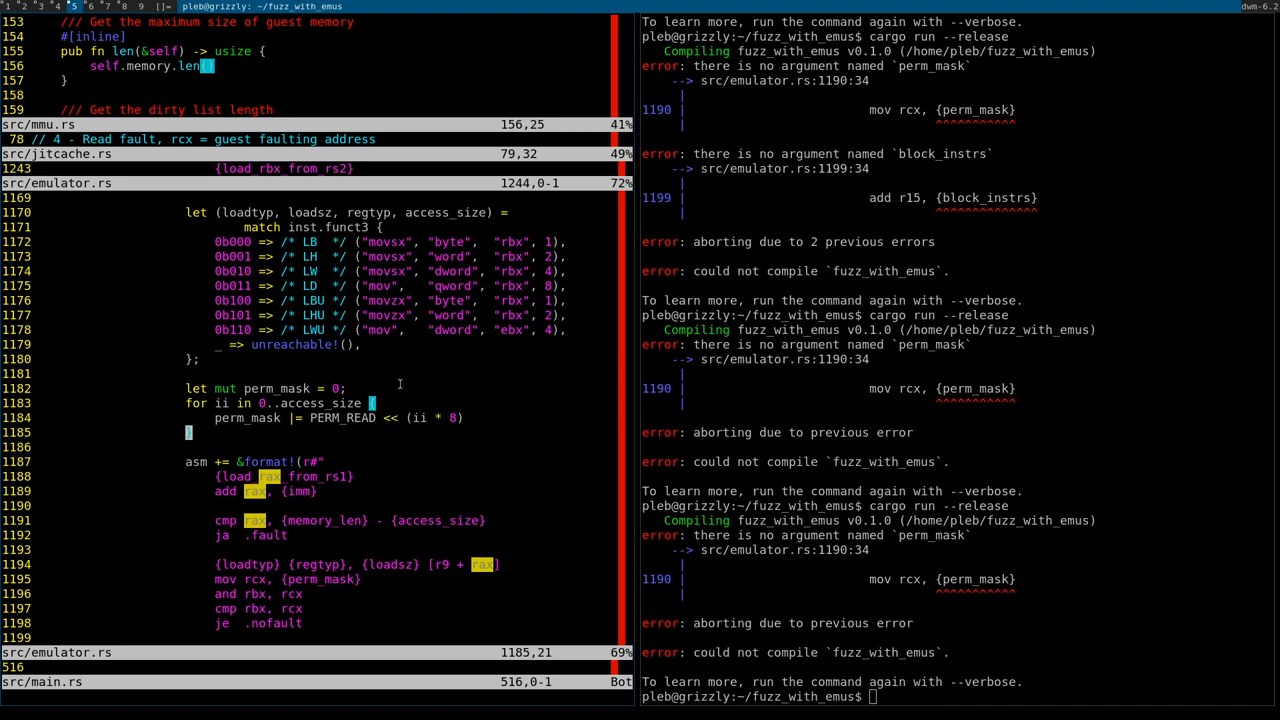 1 2 3 4 5 6 7 8 9 []= pleb@grizzly: ~/fuzz_with_emus dwm-6.2
153 /// Get the maximum size of guest memory
154 #[inline]
155 pub fn len(&self) -> usize {
156 self.memory.len()
157 }
158
159 /// Get the dirty list length
src/mmu.rs 156,25 41%
78 // 4 - Read fault, rcx = guest faulting address
src/jitcache.rs 79,32 49%
1243 {load_rbx_from_rs2}
src/emulator.rs 1244,0-1 72%
1169
1170 let (loadtyp, loadsz, regtyp, access_size) =
1171 match inst.funct3 {
1172 0b000 => /* LB */ ("movsx", "byte", "rbx", 1),
1173 0b001 => /* LH */ ("movsx", "word", "rbx", 2),
1174 0b010 => /* LW */ ("movsx", "dword", "rbx", 4),
1175 0b011 => /* LD */ ("mov", "qword", "rbx", 8),
1176 0b100 => /* LBU */ ("movzx", "byte", "rbx", 1),
1177 0b101 => /* LHU */ ("movzx", "word", "rbx", 2),
1178 0b110 => /* LWU */ ("mov", "dword", "ebx", 4),
1179 _ => unreachable!(),
1180 };
1181
1182 let mut perm_mask = 0;
1183 for ii in 0..access_size {
1184 perm_mask |= PERM_READ << (ii * 8)
1185 }
1186
1187 asm += &format!(r#"
1188 {load_rax_from_rs1}
1189 add rax, {imm}
1190
1191 cmp rax, {memory_len} - {access_size}
1192 ja .fault
1193
1194 {loadtyp} {regtyp}, {loadsz} [r9 + rax]
1195 mov rcx, {perm_mask}
1196 and rbx, rcx
1197 cmp rbx, rcx
1198 je .nofault
1199
src/emulator.rs 1185,21 69%
516
src/main.rs 516,0-1 Bot
To learn more, run the command again with --verbose.
pleb@grizzly:~/fuzz_with_emus$ cargo run --release
Compiling fuzz_with_emus v0.1.0 (/home/pleb/fuzz_with_emus)
error: there is no argument named `perm_mask`
--> src/emulator.rs:1190:34
|
1190 | mov rcx, {perm_mask}
| ^^^^^^^^^^^
error: there is no argument named `block_instrs`
--> src/emulator.rs:1199:34
|
1199 | add r15, {block_instrs}
| ^^^^^^^^^^^^^^
error: aborting due to 2 previous errors
error: could not compile `fuzz_with_emus`.
To learn more, run the command again with --verbose.
pleb@grizzly:~/fuzz_with_emus$ cargo run --release
Compiling fuzz_with_emus v0.1.0 (/home/pleb/fuzz_with_emus)
error: there is no argument named `perm_mask`
--> src/emulator.rs:1190:34
|
1190 | mov rcx, {perm_mask}
| ^^^^^^^^^^^
error: aborting due to previous error
error: could not compile `fuzz_with_emus`.
To learn more, run the command again with --verbose.
pleb@grizzly:~/fuzz_with_emus$ cargo run --release
Compiling fuzz_with_emus v0.1.0 (/home/pleb/fuzz_with_emus)
error: there is no argument named `perm_mask`
--> src/emulator.rs:1190:34
|
1190 | mov rcx, {perm_mask}
| ^^^^^^^^^^^
error: aborting due to previous error
error: could not compile `fuzz_with_emus`.
To learn more, run the command again with --verbose.
pleb@grizzly:~/fuzz_with_emus$